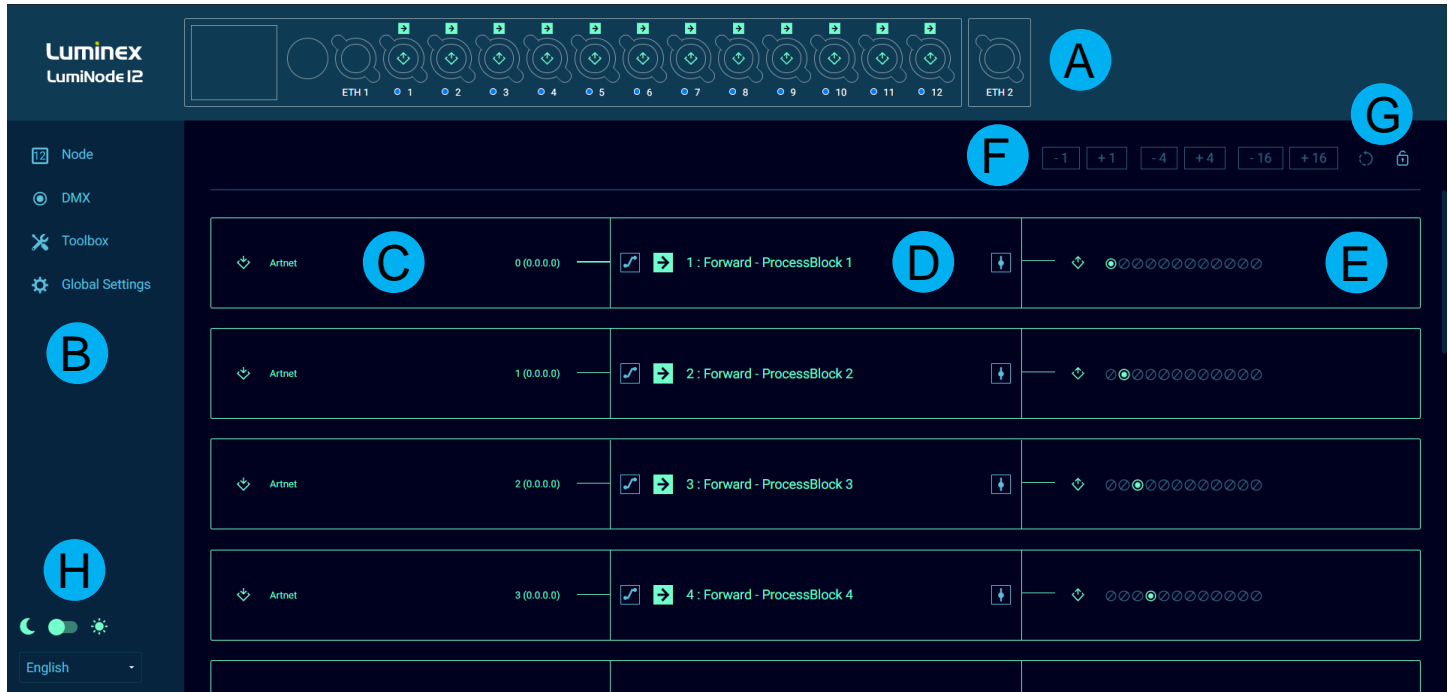 Luminex
LumiNode 12
ETH 1 1 2 3 4 5 6 7 8 9 10 11 12 ETH 2
A
G
F
- 1 + 1 - 4 + 4 - 16 + 16
12 Node
DMX
Toolbox
Global Settings
B
C D E
Artnet 0 (0.0.0.0) 1 : Forward - ProcessBlock 1
Artnet 1 (0.0.0.0) 2 : Forward - ProcessBlock 2
Artnet 2 (0.0.0.0) 3 : Forward - ProcessBlock 3
Artnet 3 (0.0.0.0) 4 : Forward - ProcessBlock 4
H
English